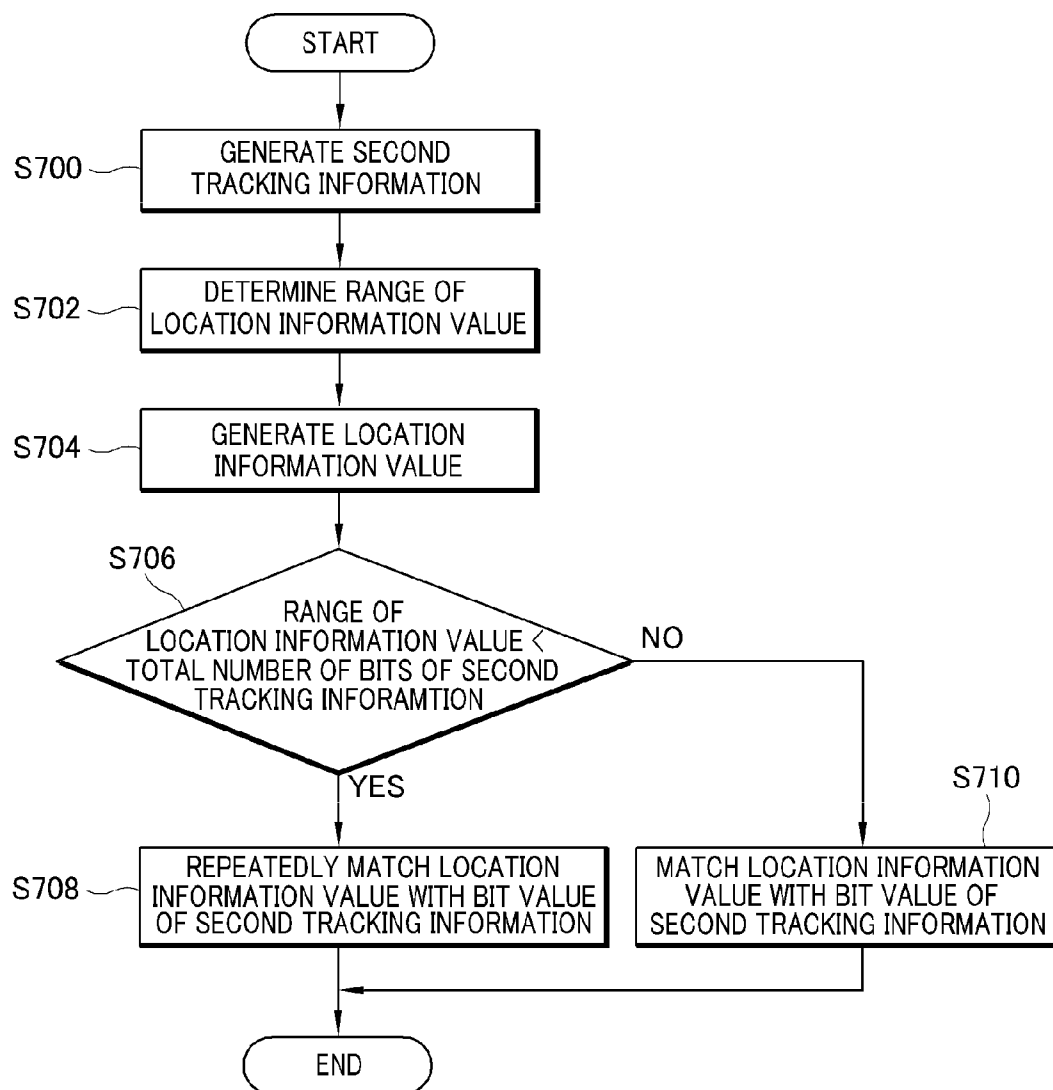 START
S700
GENERATE SECOND
TRACKING INFORMATION
S702
DETERMINE RANGE OF
LOCATION INFORMATION VALUE
S704
GENERATE LOCATION
INFORMATION VALUE
S706
RANGE OF
LOCATION INFORMATION VALUE <
TOTAL NUMBER OF BITS OF SECOND
TRACKING INFORAMTION
NO
YES
S708
REPEATEDLY MATCH LOCATION
INFORMATION VALUE WITH BIT VALUE
OF SECOND TRACKING INFORMATION
S710
MATCH LOCATION INFORMATION
VALUE WITH BIT VALUE OF
SECOND TRACKING INFORMATION
END